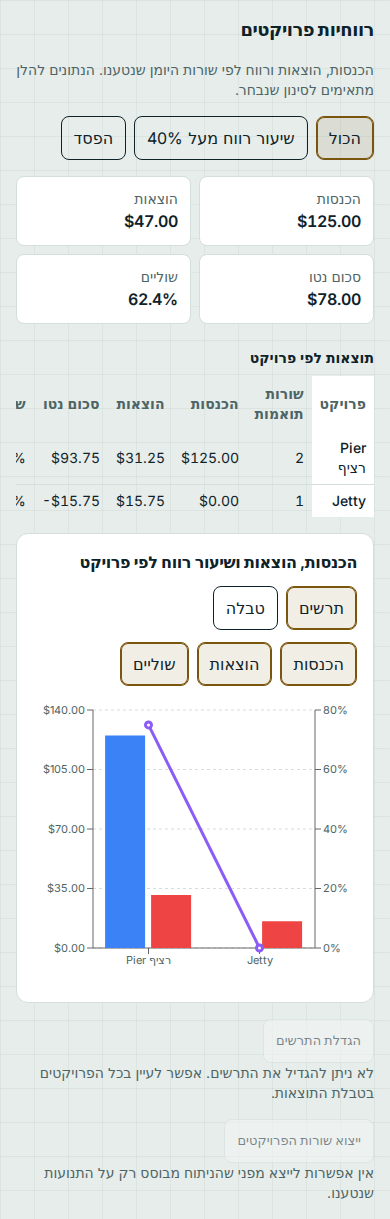 רווחיות פרויקטים
הכנסות, הוצאות ורווח לפי שורות היומן שנטענו. הנתונים להלן
מתאימים לסינון שנבחר.
הכול
שיעור רווח מעל 40%
הפסד
הכנסות
$125.00
הוצאות
$47.00
סכום נטו
$78.00
שוליים
62.4%
תוצאות לפי פרויקט
פרויקט שורות תואמות הכנסות הוצאות סכום נטו
Pier רציף 2 $125.00 $31.25 $93.75 %
Jetty 1 $0.00 $15.75 -$15.75 %
הכנסות, הוצאות ושיעור רווח לפי פרויקט
תרשים
טבלה
הכנסות
הוצאות
שוליים
$140.00 80%
$105.00 60%
$70.00 40%
$35.00 20%
$0.00 0%
Pier רציף Jetty
הגדלת התרשים
לא ניתן להגדיל את התרשים. אפשר לעיין בכל הפרויקטים
בטבלת התוצאות.
ייצוא שורות הפרויקטים
אין אפשרות לייצא מפני שהניתוח מבוסס רק על התנועות
שנטענו.